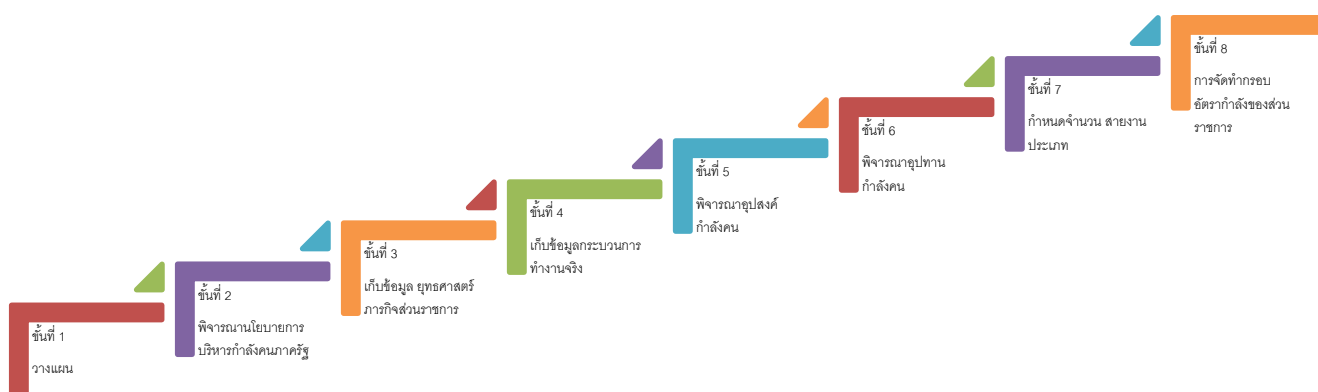 ขั้นที่ 1
วางแผน
ขั้นที่ 2
พิจารณานโยบายการ
บริหารกำลังคนภาครัฐ
ขั้นที่ 3
เก็บข้อมูล ยุทธศาสตร์
ภารกิจส่วนราชการ
ขั้นที่ 4
เก็บข้อมูลกระบวนการ
ทำงานจริง
ขั้นที่ 5
พิจารณาอุปสงค์
กำลังคน
ขั้นที่ 6
พิจารณาอุปทาน
กำลังคน
ขั้นที่ 7
กำหนดจำนวน สายงาน
ประเภท
ขั้นที่ 8
การจัดทำกรอบ
อัตรากำลังของส่วน
ราชการ